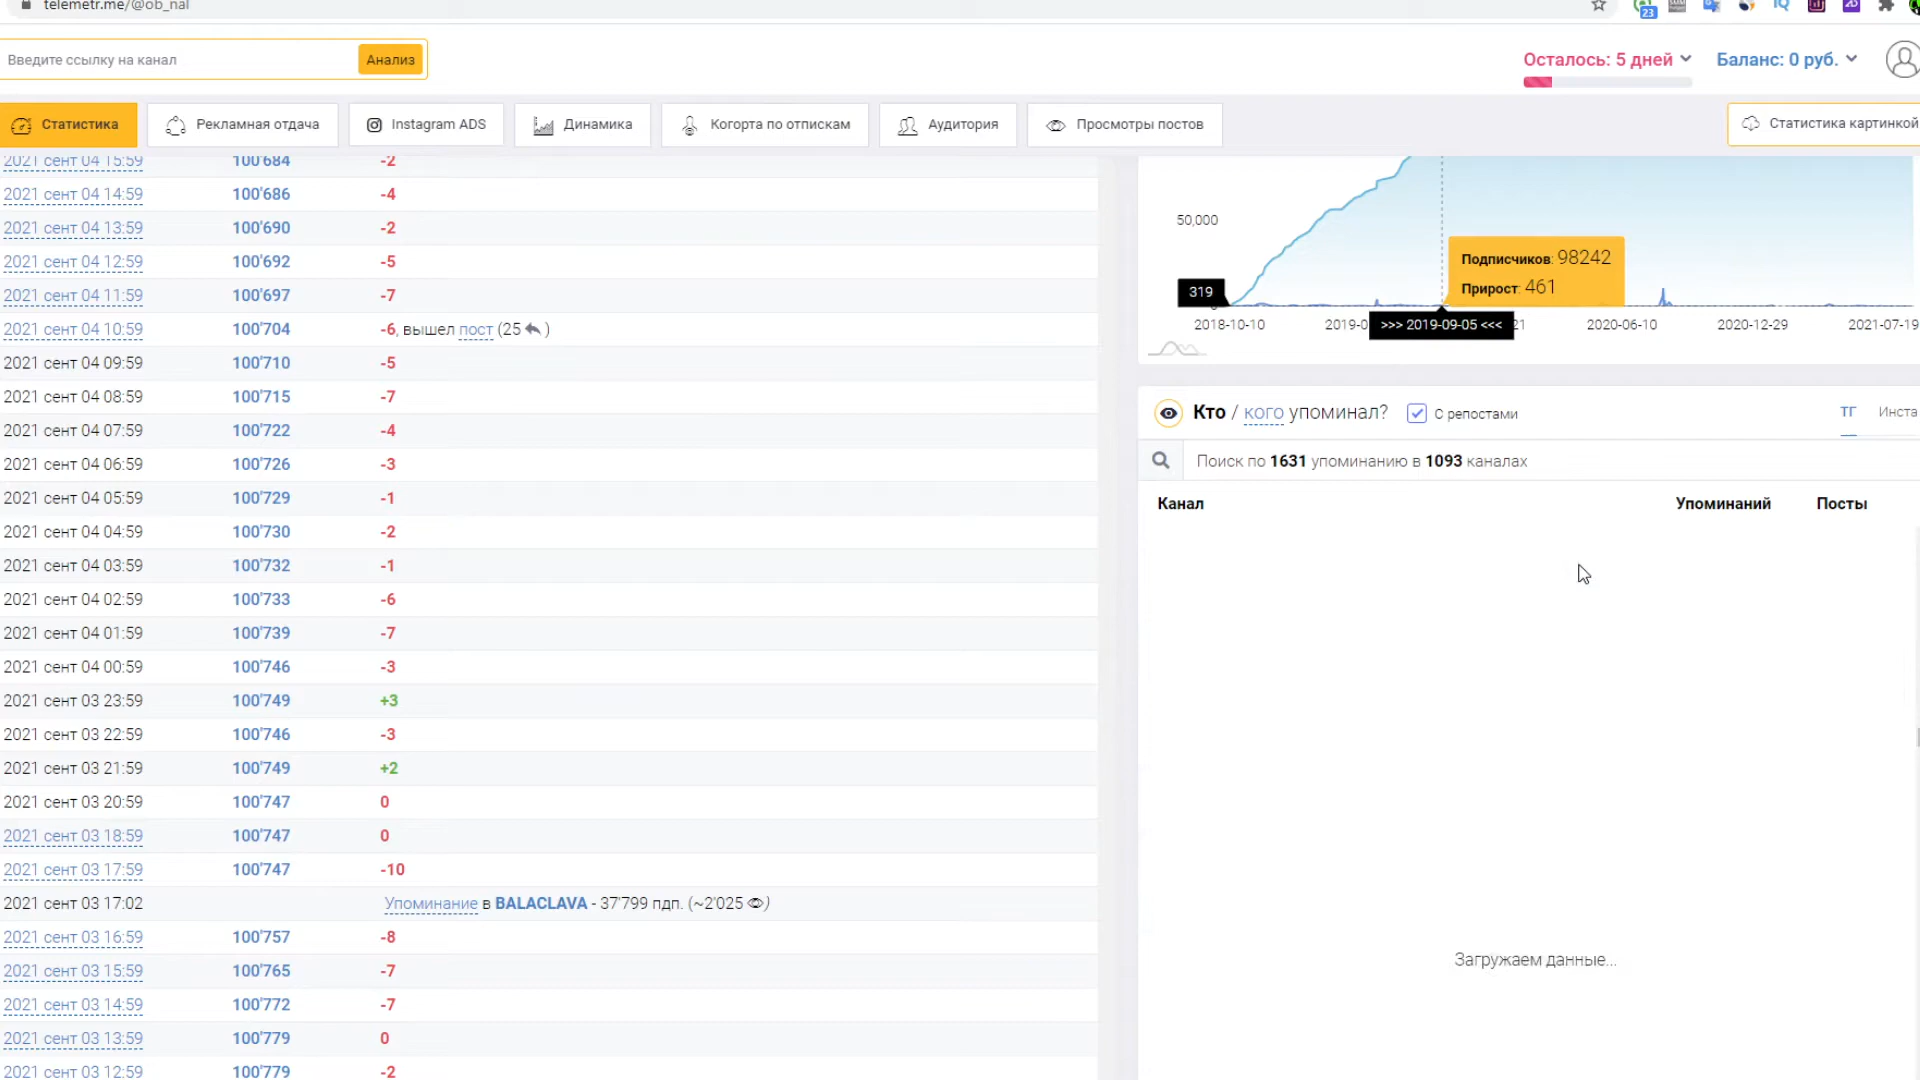 telemetr.me/@ob_nal
23
IQ
Введите ссылку на канал
Анализ
Осталось: 5 дней
Баланс: 0 руб.
Статистика
Рекламная отдача
Instagram ADS
Динамика
Когорта по отпискам
Аудитория
Просмотры постов
Статистика картинкой
2021 сент 04 15:59 100'684 -2
2021 сент 04 14:59 100'686 -4
2021 сент 04 13:59 100'690 -2
2021 сент 04 12:59 100'692 -5
2021 сент 04 11:59 100'697 -7
2021 сент 04 10:59 100'704 -6, вышел пост (25 )
2021 сент 04 09:59 100'710 -5
2021 сент 04 08:59 100'715 -7
2021 сент 04 07:59 100'722 -4
2021 сент 04 06:59 100'726 -3
2021 сент 04 05:59 100'729 -1
2021 сент 04 04:59 100'730 -2
2021 сент 04 03:59 100'732 -1
2021 сент 04 02:59 100'733 -6
2021 сент 04 01:59 100'739 -7
2021 сент 04 00:59 100'746 -3
2021 сент 03 23:59 100'749 +3
2021 сент 03 22:59 100'746 -3
2021 сент 03 21:59 100'749 +2
2021 сент 03 20:59 100'747 0
2021 сент 03 18:59 100'747 0
2021 сент 03 17:59 100'747 -10
2021 сент 03 17:02 Упоминание в BALACLAVA - 37'799 пдп. (~2'025 )
2021 сент 03 16:59 100'757 -8
2021 сент 03 15:59 100'765 -7
2021 сент 03 14:59 100'772 -7
2021 сент 03 13:59 100'779 0
2021 сент 03 12:59 100'779 -2
50,000
Подписчиков: 98242
Прирост: 461
319
2018-10-10 2019-0 >>> 2019-09-05 <<< 21 2020-06-10 2020-12-29 2021-07-19
Кто / кого упоминал? С репостами
ТГ Инста
Поиск по 1631 упоминанию в 1093 каналах
Канал Упоминаний Посты
Загружаем данные...